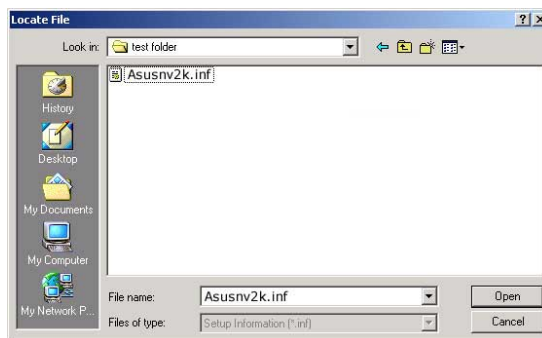 Locate File
Look in:
test folder
Asusnv2k.inf
History
Desktop
My Documents
My Computer
My Network P...
File name:
Asusnv2k.inf
Open
Files of type:
Setup Information (*.inf)
Cancel